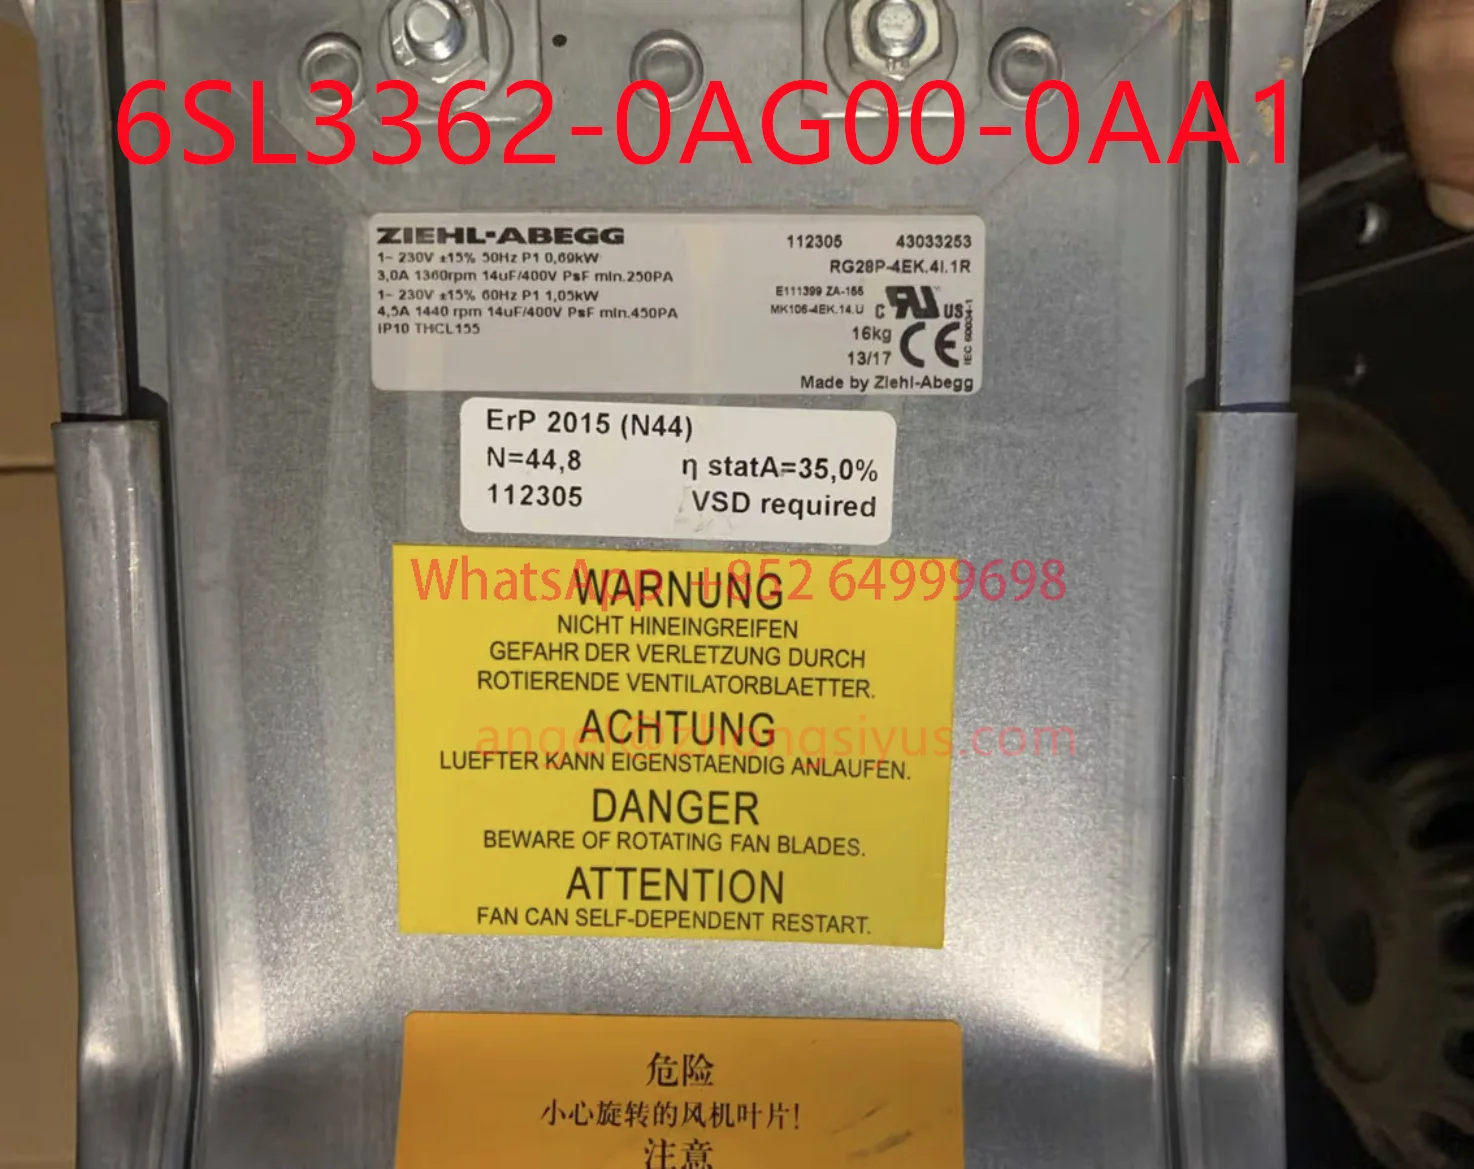 6SL3362-0AG00-0AA1
ZIEHL-ABEGG 112305 43033253
1~ 230V ±15% 50Hz P1 0,69kW RG28P-4EK.4I.1R
3,0A 1360rpm 14uF/400V PsF min.250PA
1~ 230V ±15% 60Hz P1 1,05kW E111399 ZA-155
4,5A 1440 rpm 14uF/400V PsF min.450PA MK106-4EK.14.U C US
IP10 THCL155 16kg CE IEC 60034-1
13/17
Made by Ziehl-Abegg
ErP 2015 (N44)
N=44,8 η statA=35,0%
112305 VSD required
WhatsApp +852 64999698
WARNUNG
NICHT HINEINGREIFEN
GEFAHR DER VERLETZUNG DURCH
ROTIERENDE VENTILATORBLAETTER.
ACHTUNG
angel@zhongsiyus.com
LUEFTER KANN EIGENSTAENDIG ANLAUFEN.
DANGER
BEWARE OF ROTATING FAN BLADES.
ATTENTION
FAN CAN SELF-DEPENDENT RESTART.
危险
小心旋转的风机叶片!
注意